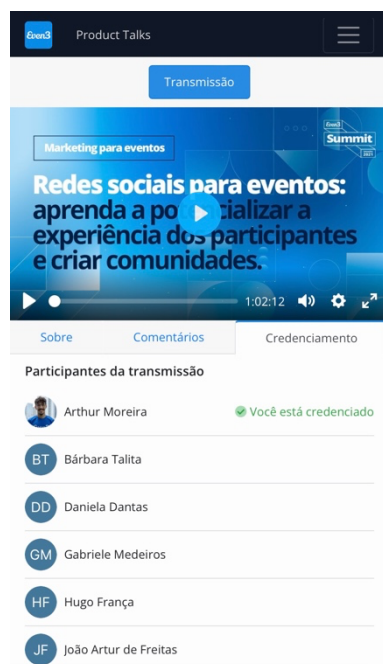 Even3 Product Talks
Transmissão
Even3
Summit
Marketing para eventos
Redes sociais para eventos:
aprenda a po cializar a
experiência dos participantes
e criar comunidades.
1:02:12
Sobre Comentários Credenciamento
Participantes da transmissão
Arthur Moreira Você está credenciado
BT Bárbara Talita
DD Daniela Dantas
GM Gabriele Medeiros
HF Hugo França
JF João Artur de Freitas